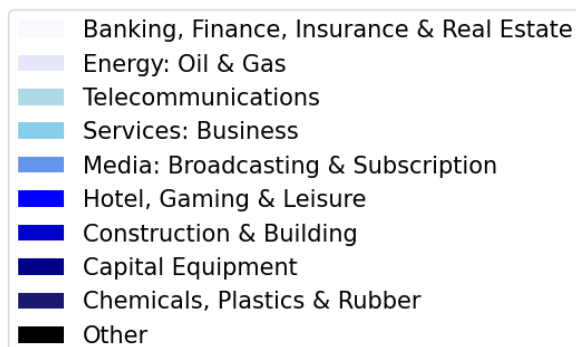 Banking, Finance, Insurance & Real Estate
Energy: Oil & Gas
Telecommunications
Services: Business
Media: Broadcasting & Subscription
Hotel, Gaming & Leisure
Construction & Building
Capital Equipment
Chemicals, Plastics & Rubber
Other